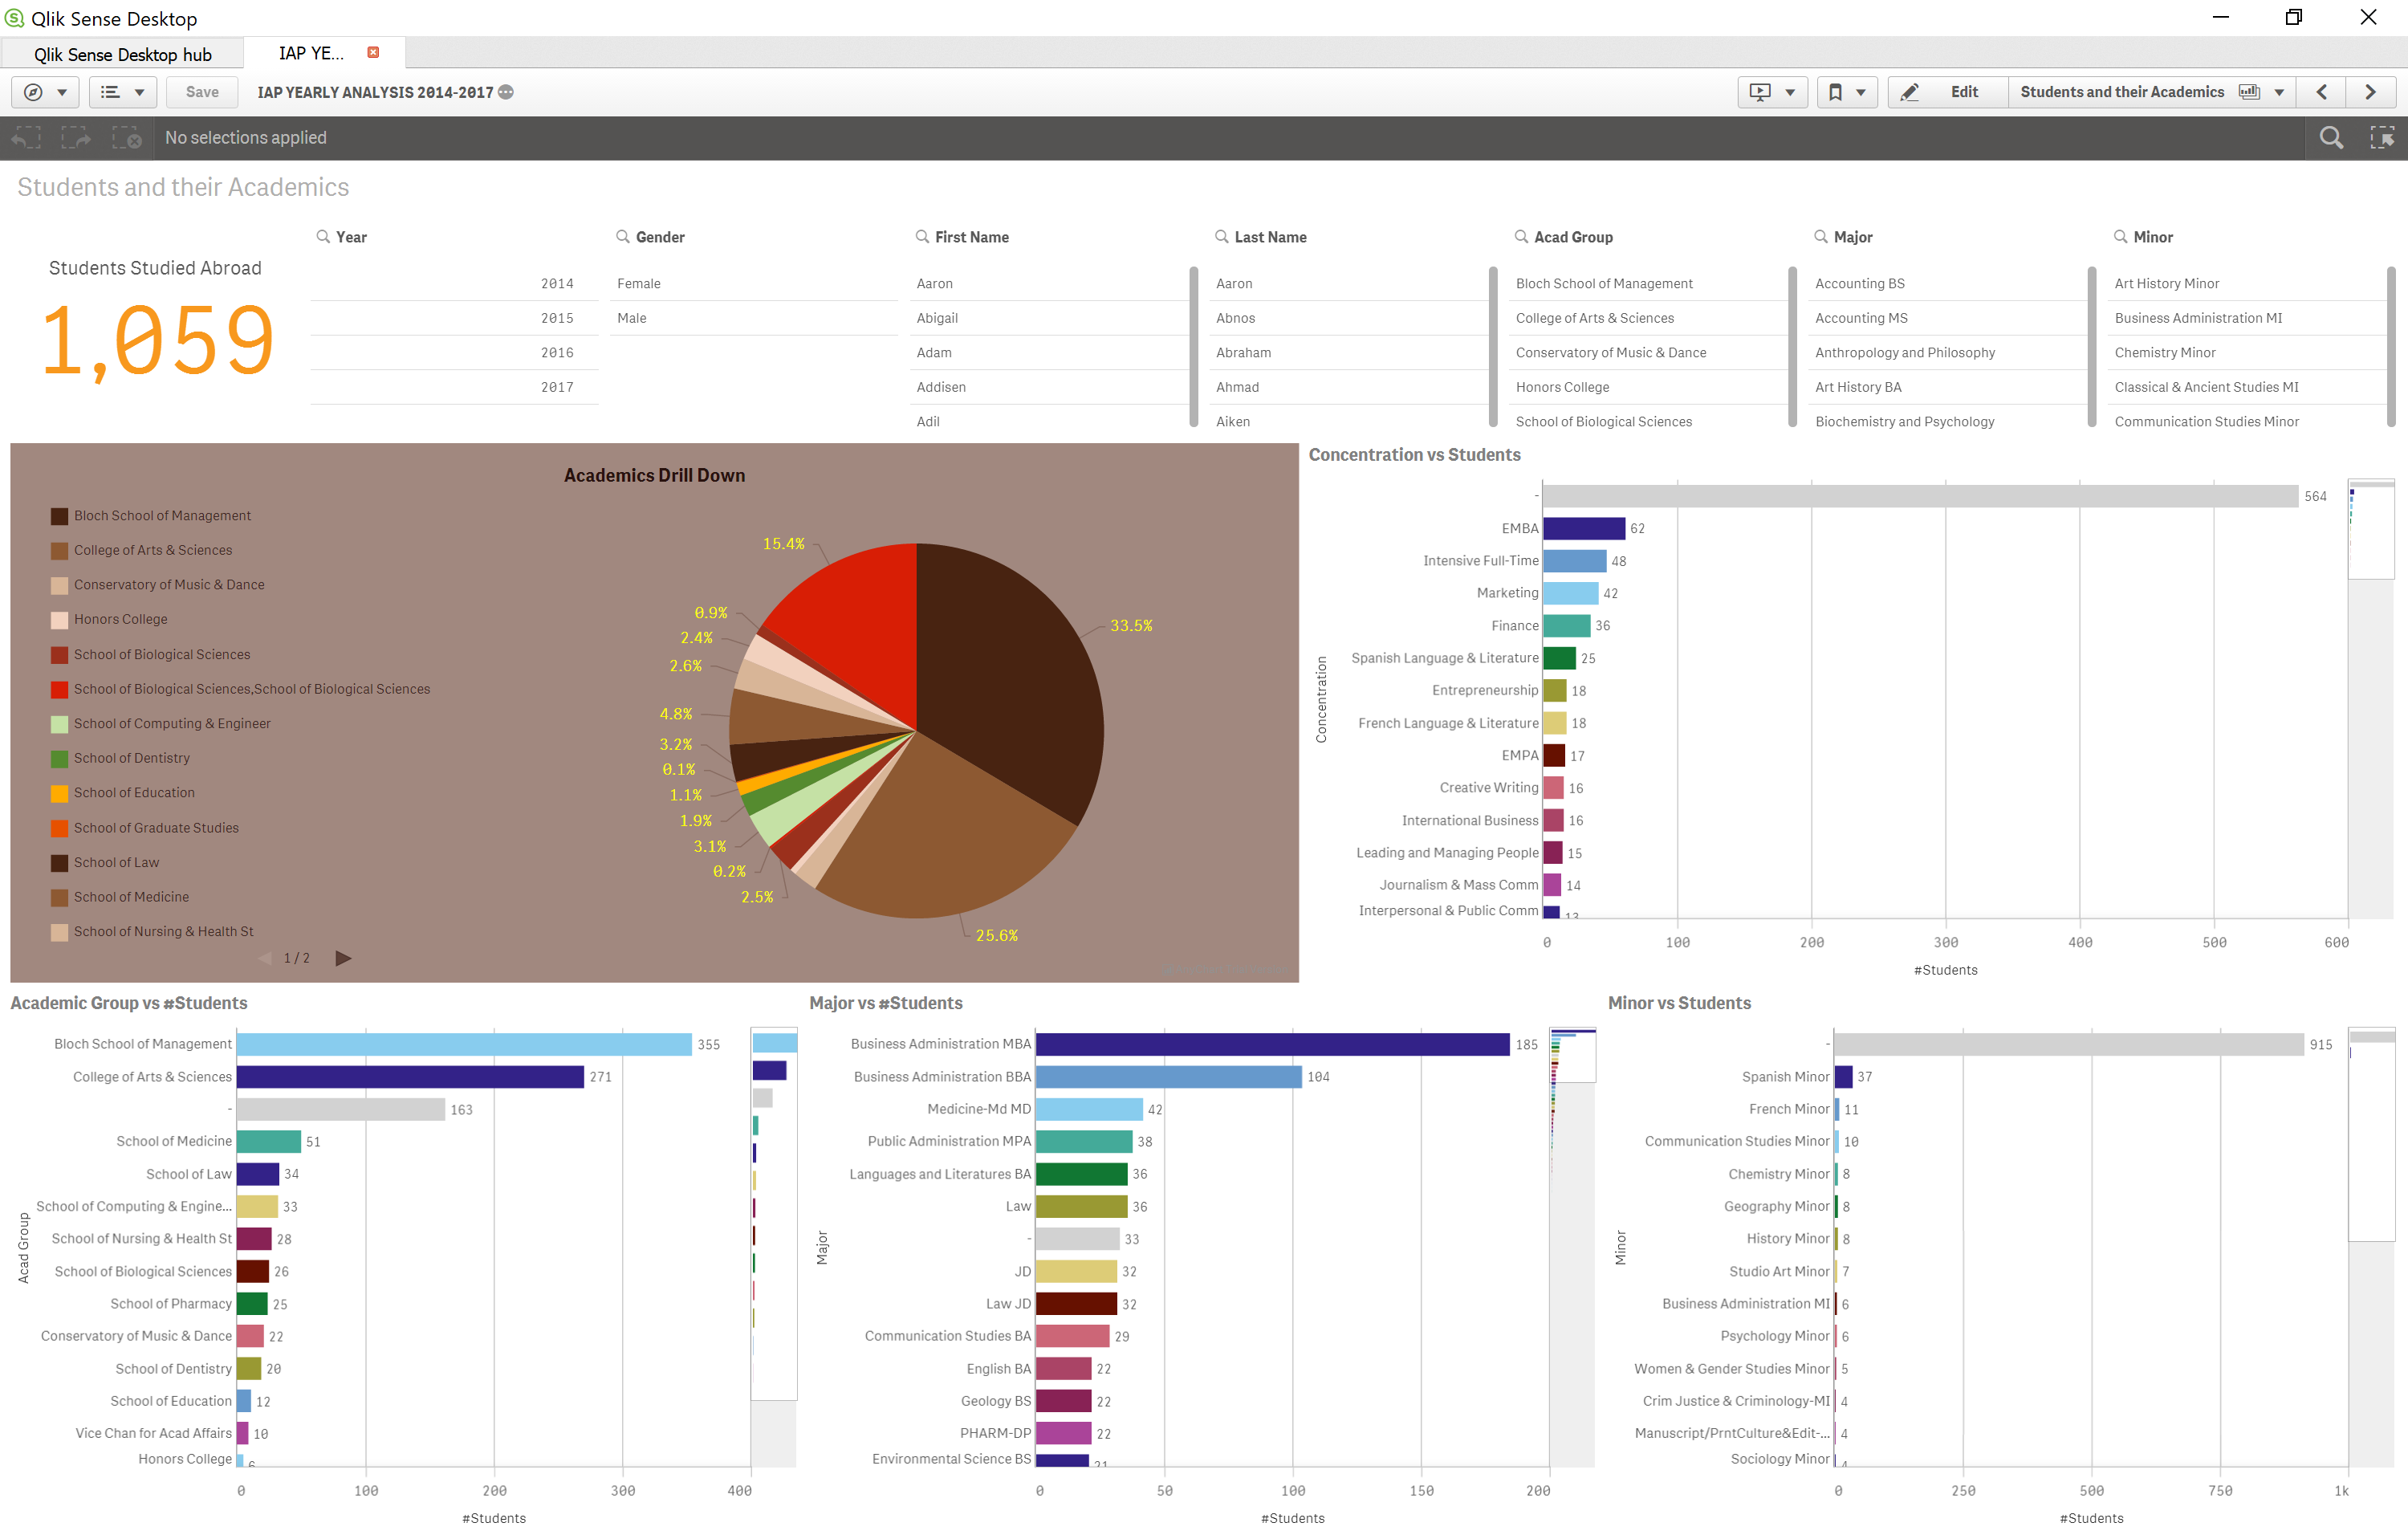 Qlik Sense Desktop
Qlik Sense Desktop hub
IAP YE...
Save
IAP YEARLY ANALYSIS 2014-2017
Edit
Students and their Academics
No selections applied
Students and their Academics
Students Studied Abroad
1,059
Year
2014
2015
2016
2017
Gender
Female
Male
First Name
Aaron
Abigail
Adam
Addisen
Adil
Last Name
Aaron
Abnos
Abraham
Ahmad
Aiken
Acad Group
Bloch School of Management
College of Arts & Sciences
Conservatory of Music & Dance
Honors College
School of Biological Sciences
Major
Accounting BS
Accounting MS
Anthropology and Philosophy
Art History BA
Biochemistry and Psychology
Minor
Art History Minor
Business Administration MI
Chemistry Minor
Classical & Ancient Studies MI
Communication Studies Minor
Academics Drill Down
Bloch School of Management
College of Arts & Sciences
Conservatory of Music & Dance
Honors College
School of Biological Sciences
School of Biological Sciences,School of Biological Sciences
School of Computing & Engineer
School of Dentistry
School of Education
School of Graduate Studies
School of Law
School of Medicine
School of Nursing & Health St
1 / 2
15.4%
0.9%
2.4%
2.6%
4.8%
3.2%
0.1%
1.1%
1.9%
3.1%
0.2%
2.5%
33.5%
25.6%
Concentration vs Students
Concentration
- 564
EMBA 62
Intensive Full-Time 48
Marketing 42
Finance 36
Spanish Language & Literature 25
Entrepreneurship 18
French Language & Literature 18
EMPA 17
Creative Writing 16
International Business 16
Leading and Managing People 15
Journalism & Mass Comm 14
Interpersonal & Public Comm 13
0 100 200 300 400 500 600
#Students
Academic Group vs #Students
Acad Group
Bloch School of Management 355
College of Arts & Sciences 271
- 163
School of Medicine 51
School of Law 34
School of Computing & Engine... 33
School of Nursing & Health St 28
School of Biological Sciences 26
School of Pharmacy 25
Conservatory of Music & Dance 22
School of Dentistry 20
School of Education 12
Vice Chan for Acad Affairs 10
Honors College 6
0 100 200 300 400
#Students
Major vs #Students
Major
Business Administration MBA 185
Business Administration BBA 104
Medicine-Md MD 42
Public Administration MPA 38
Languages and Literatures BA 36
Law 36
- 33
JD 32
Law JD 32
Communication Studies BA 29
English BA 22
Geology BS 22
PHARM-DP 22
Environmental Science BS 21
0 50 100 150 200
#Students
Minor vs Students
Minor
- 915
Spanish Minor 37
French Minor 11
Communication Studies Minor 10
Chemistry Minor 8
Geography Minor 8
History Minor 8
Studio Art Minor 7
Business Administration MI 6
Psychology Minor 6
Women & Gender Studies Minor 5
Crim Justice & Criminology-MI 4
Manuscript/PrntCulture&Edit-... 4
Sociology Minor 4
0 250 500 750 1k
#Students